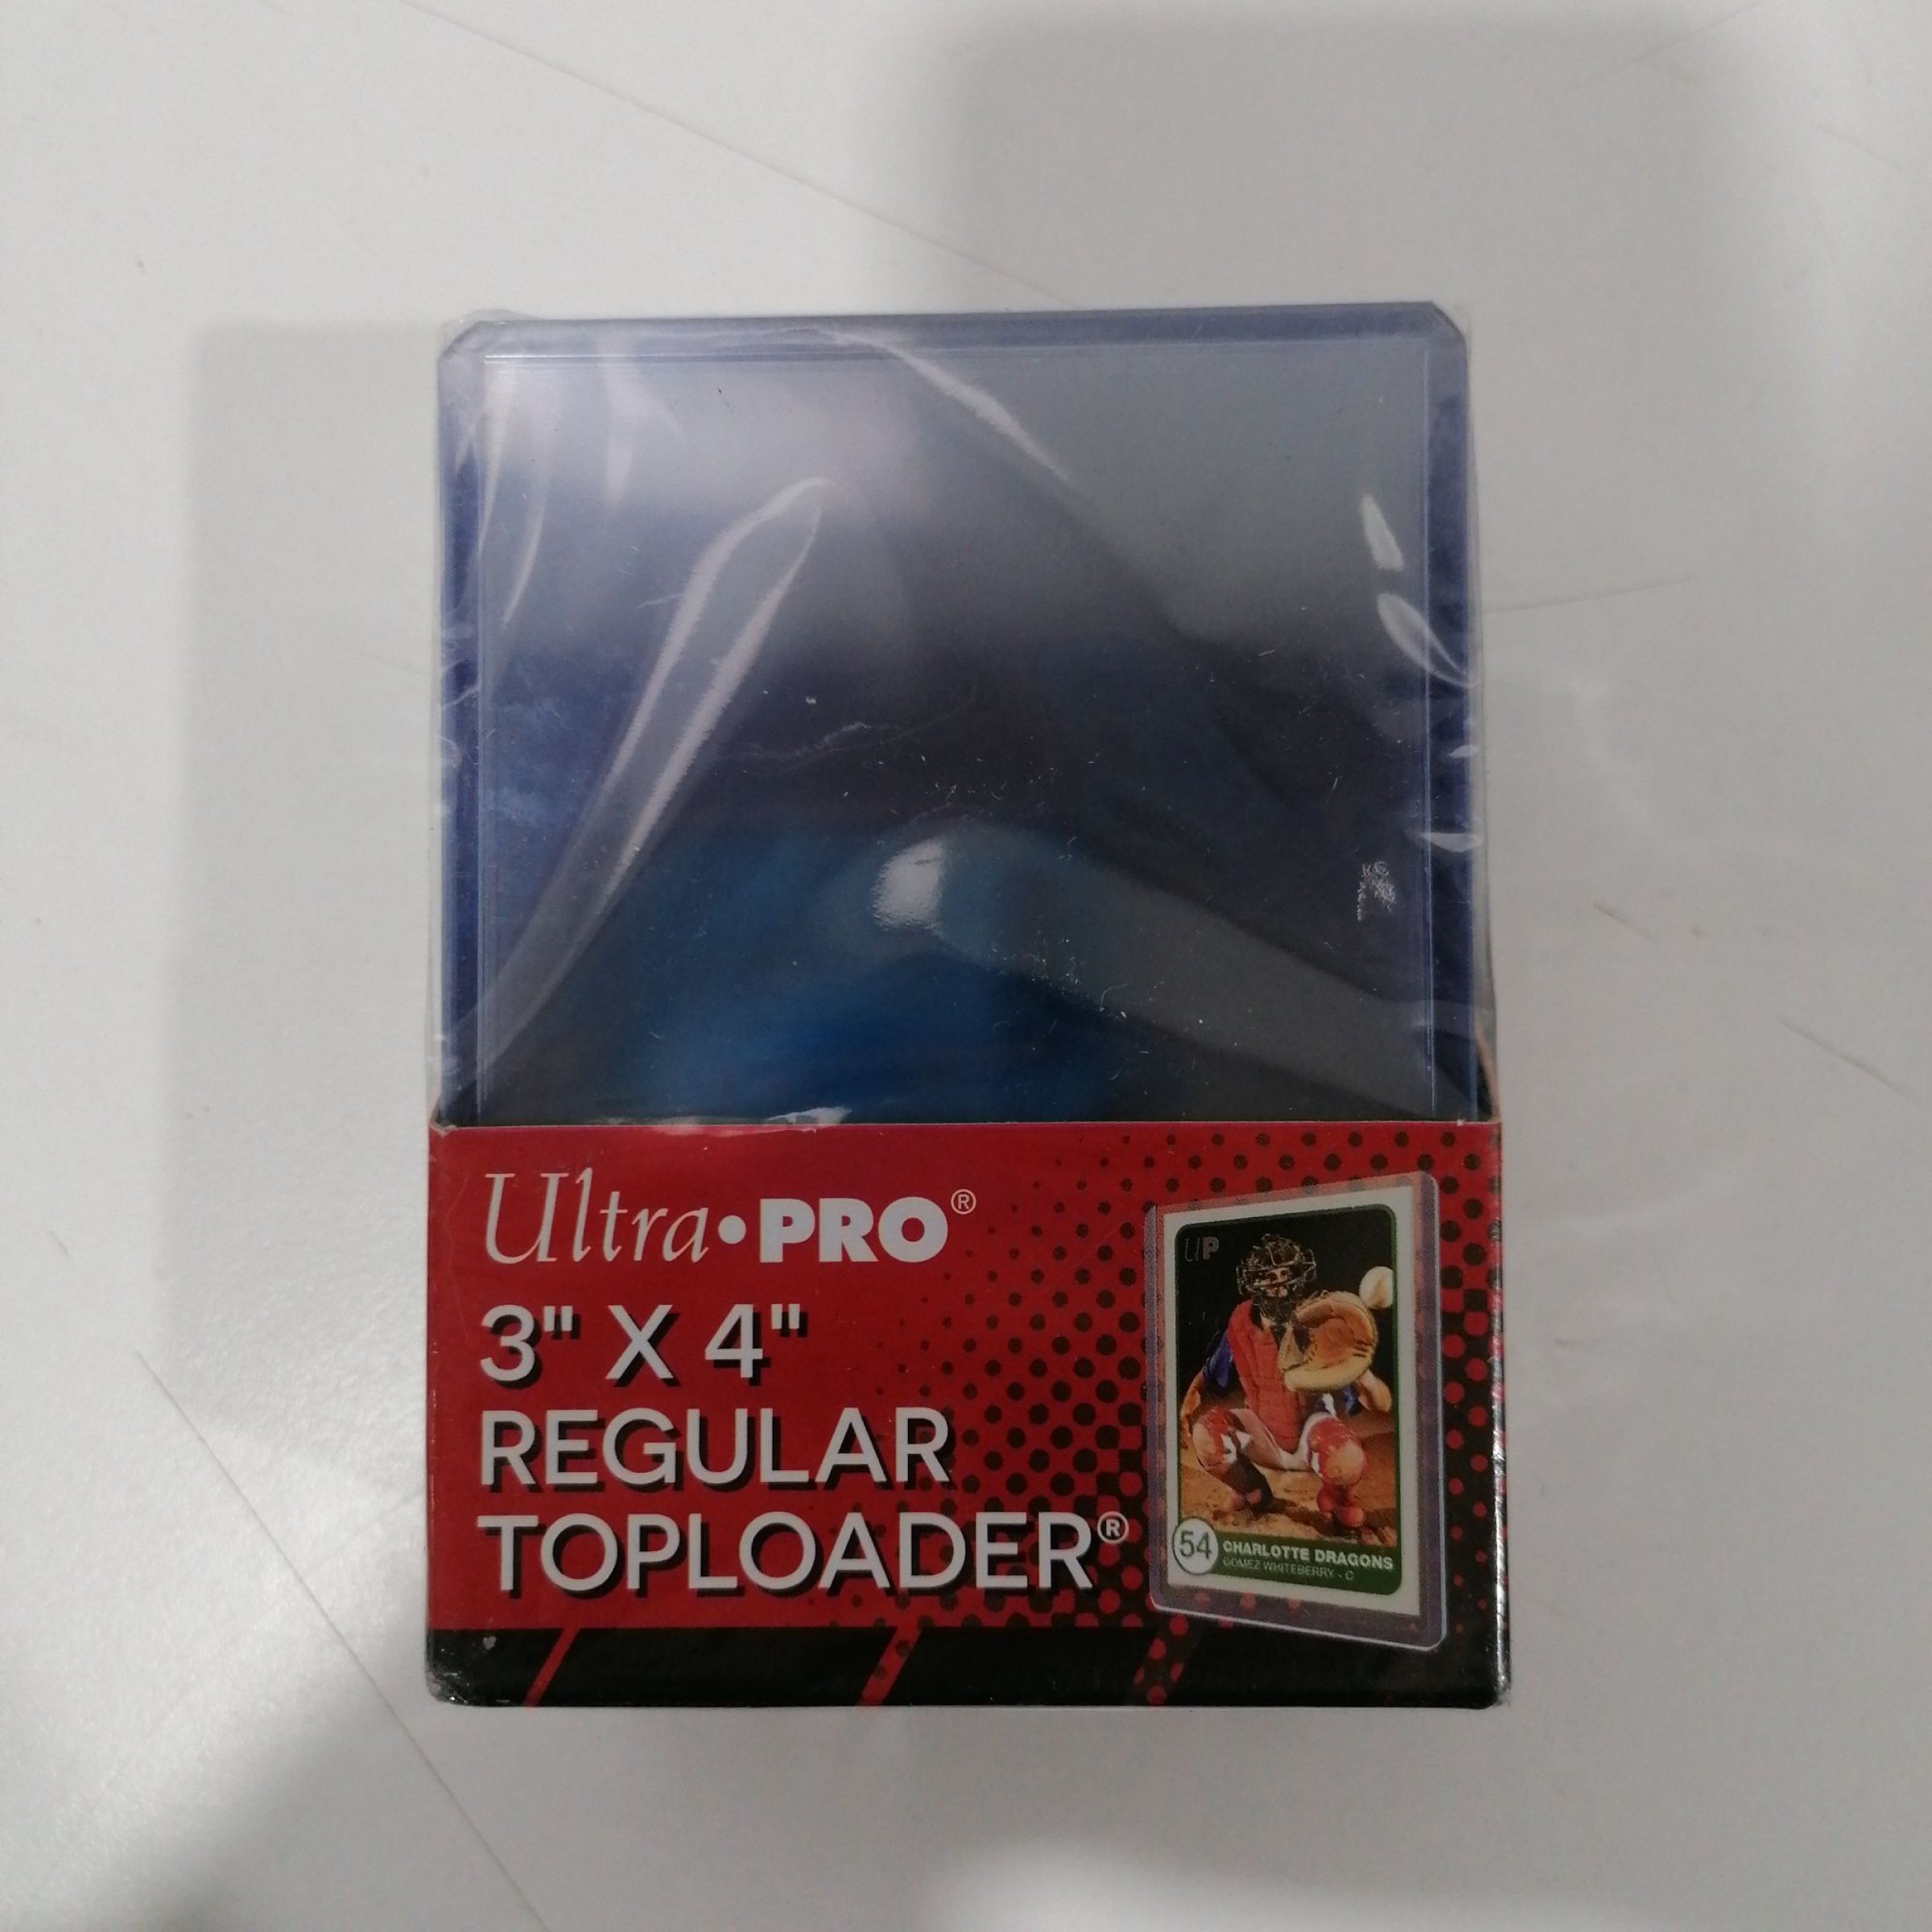 Ultra•PRO®
3" X 4"
REGULAR
TOPLOADER®
UP
54
CHARLOTTE DRAGONS
GOMEZ WHITEBERRY - C